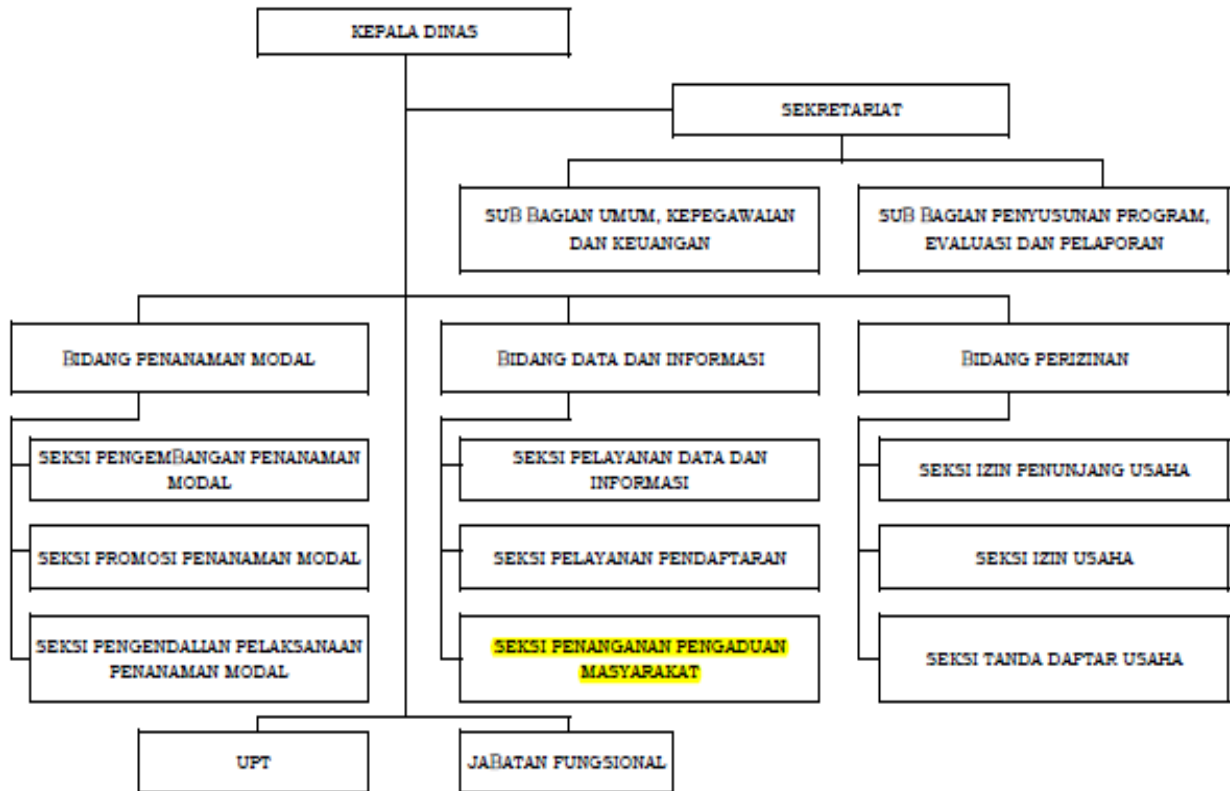 KEPALA DINAS
SEKRETARIAT
SUB BAGIAN UMUM, KEPEGAWAIAN
DAN KEUANGAN
SUB BAGIAN PENYUSUNAN PROGRAM,
EVALUASI DAN PELAPORAN
BIDANG PENANAMAN MODAL
BIDANG DATA DAN INFORMASI
BIDANG PERIZINAN
SEKSI PENGEMBANGAN PENANAMAN
MODAL
SEKSI PELAYANAN DATA DAN
INFORMASI
SEKSI IZIN PENUNJANG USAHA
SEKSI PROMOSI PENANAMAN MODAL
SEKSI PELAYANAN PENDAFTARAN
SEKSI IZIN USAHA
SEKSI PENGENDALIAN PELAKSANAAN
PENANAMAN MODAL
SEKSI PENANGANAN PENGADUAN
MASYARAKAT
SEKSI TANDA DAFTAR USAHA
UPT
JABATAN FUNGSIONAL